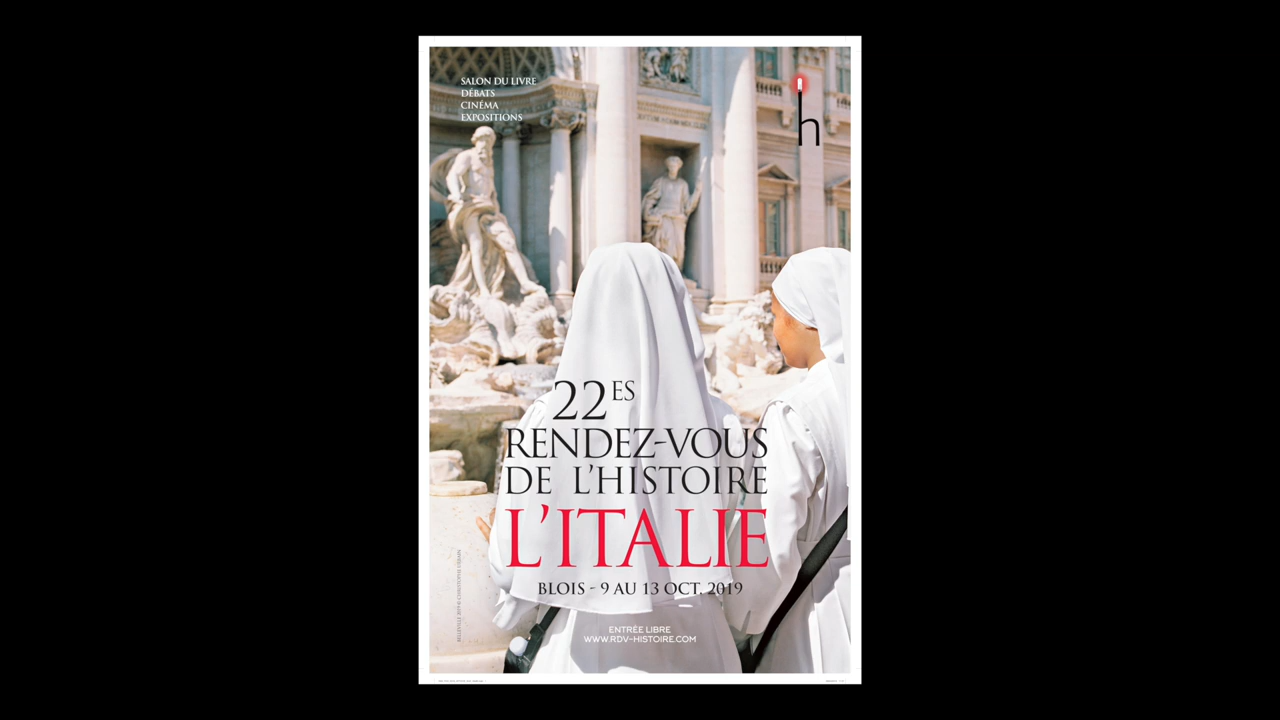 SALON DU LIVRE
DÉBATS
CINÉMA
EXPOSITIONS
h
22ES
RENDEZ-VOUS
DE L'HISTOIRE
L'ITALIE
BLOIS - 9 AU 13 OCT. 2019
ENTRÉE LIBRE
WWW.RDV-HISTOIRE.COM